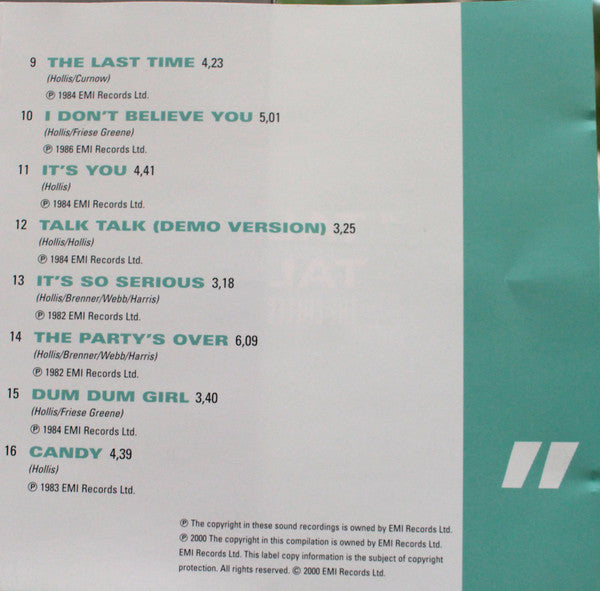 9 THE LAST TIME 4,23
(Hollis/Curnow)
℗ 1984 EMI Records Ltd.
10 I DON'T BELIEVE YOU 5,01
(Hollis/Friese Greene)
℗ 1986 EMI Records Ltd.
11 IT'S YOU 4,41
(Hollis)
℗ 1984 EMI Records Ltd.
12 TALK TALK (DEMO VERSION) 3,25
(Hollis/Hollis)
℗ 1984 EMI Records Ltd.
13 IT'S SO SERIOUS 3,18
(Hollis/Brenner/Webb/Harris)
℗ 1982 EMI Records Ltd.
14 THE PARTY'S OVER 6,09
(Hollis/Brenner/Webb/Harris)
℗ 1982 EMI Records Ltd.
15 DUM DUM GIRL 3,40
(Hollis/Friese Greene)
℗ 1984 EMI Records Ltd.
16 CANDY 4,39
(Hollis)
℗ 1983 EMI Records Ltd.
℗ The copyright in these sound recordings is owned by EMI Records Ltd.
℗ 2000 The copyright in this compilation is owned by EMI Records Ltd.
EMI Records Ltd. This label copy information is the subject of copyright
protection. All rights reserved. © 2000 EMI Records Ltd.
"